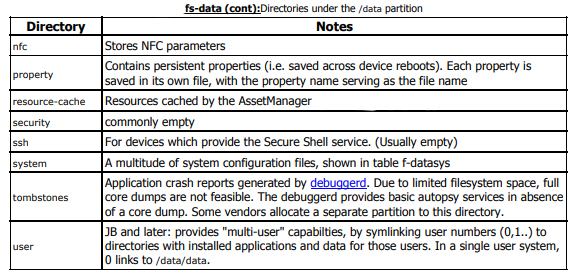 fs-data (cont):Directories under the /data partition
Directory Notes
nfc Stores NFC parameters
Contains persistent properties (i.e. saved across device reboots). Each property is
property saved in its own file, with the property name serving as the file name
resource-cache Resources cached by the AssetManager
security commonly empty
ssh For devices which provide the Secure Shell service. (Usually empty)
system A multitude of system configuration files, shown in table f-datasys
Application crash reports generated by debuggerd. Due to limited filesystem space, full
tombstones core dumps are not feasible. The debuggerd provides basic autopsy services in absence
of a core dump. Some vendors allocate a separate partition to this directory.
JB and later: provides "multi-user" capabilties, by symlinking user numbers (0,1..) to
user directories with installed applications and data for those users. In a single user system,
0 links to /data/data.